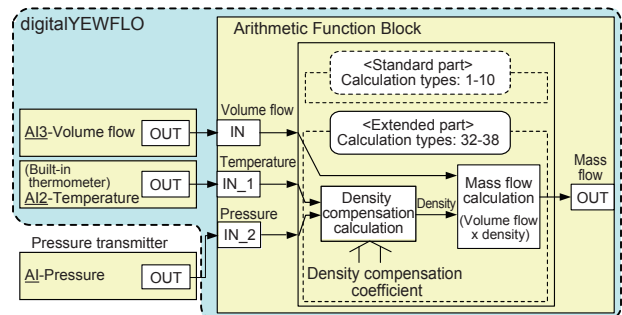 digitalYEWFLO
Arithmetic Function Block
<Standard part>
Calculation types: 1-10
<Extended part>
Calculation types: 32-38
Volume flow
AI3-Volume flow
OUT
IN
(Built-in
thermometer)
AI2-Temperature
OUT
Temperature
IN_1
Pressure
IN_2
Pressure transmitter
AI-Pressure
OUT
Density
compensation
calculation
Density
Mass flow
calculation
(Volume flow
x density)
Mass
flow
OUT
Density compensation
coefficient